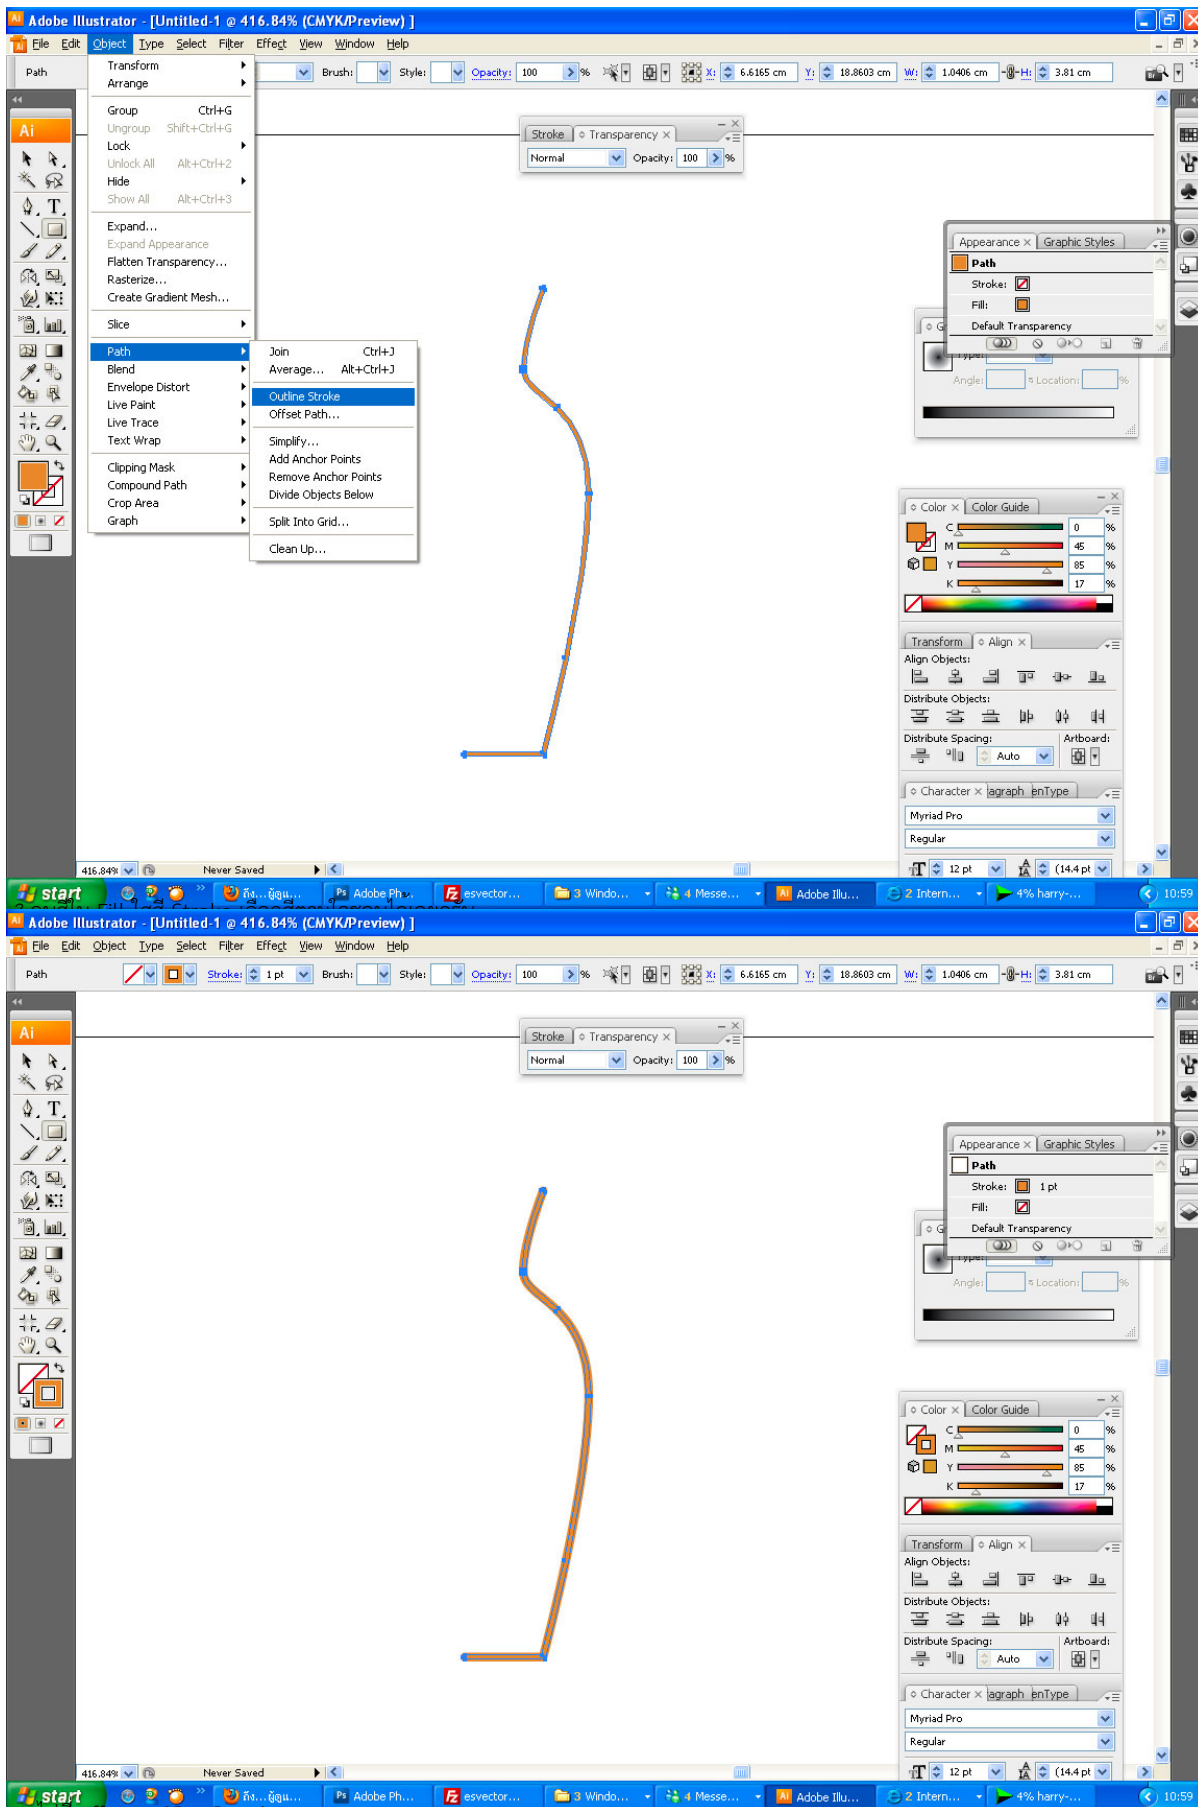 Adobe Illustrator - [Untitled-1 @ 416.84% (CMYK/Preview) ]
File Edit Object Type Select Filter Effect View Window Help
Path Brush: Style: Opacity: 100 % X: 6.6165 cm Y: 18.8603 cm W: 1.0406 cm H: 3.81 cm
Ai
Transform
Arrange
Group Ctrl+G
Ungroup Shift+Ctrl+G
Lock
Unlock All Alt+Ctrl+2
Hide
Show All Alt+Ctrl+3
Expand...
Expand Appearance
Flatten Transparency...
Rasterize...
Create Gradient Mesh...
Slice
Path
Blend
Envelope Distort
Live Paint
Live Trace
Text Wrap
Clipping Mask
Compound Path
Crop Area
Graph
Join Ctrl+J
Average... Alt+Ctrl+J
Outline Stroke
Offset Path...
Simplify...
Add Anchor Points
Remove Anchor Points
Divide Objects Below
Split Into Grid...
Clean Up...
Stroke Transparency
Normal Opacity: 100 %
Appearance Graphic Styles
Path
Stroke:
Fill:
Default Transparency
Type:
Angle: Location: %
Color Color Guide
C 0 %
M 45 %
Y 85 %
K 17 %
Transform Align
Align Objects:
Distribute Objects:
Distribute Spacing: Artboard:
Auto
Character agraph enType
Myriad Pro
Regular
12 pt (14.4 pt)
416.84% Never Saved
start Adobe Ph... esvector... 3 Windo... 4 Messe... Adobe Illu... 2 Intern... 4% harry-... 10:59
Adobe Illustrator - [Untitled-1 @ 416.84% (CMYK/Preview) ]
File Edit Object Type Select Filter Effect View Window Help
Path Stroke: 1 pt Brush: Style: Opacity: 100 % X: 6.6165 cm Y: 18.8603 cm W: 1.0406 cm H: 3.81 cm
Ai
Stroke Transparency
Normal Opacity: 100 %
Appearance Graphic Styles
Path
Stroke: 1 pt
Fill:
Default Transparency
Type:
Angle: Location: %
Color Color Guide
C 0 %
M 45 %
Y 85 %
K 17 %
Transform Align
Align Objects:
Distribute Objects:
Distribute Spacing: Artboard:
Auto
Character agraph enType
Myriad Pro
Regular
12 pt (14.4 pt)
416.84% Never Saved
start Adobe Ph... esvector... 3 Windo... 4 Messe... Adobe Illu... 2 Intern... 4% harry-... 10:59